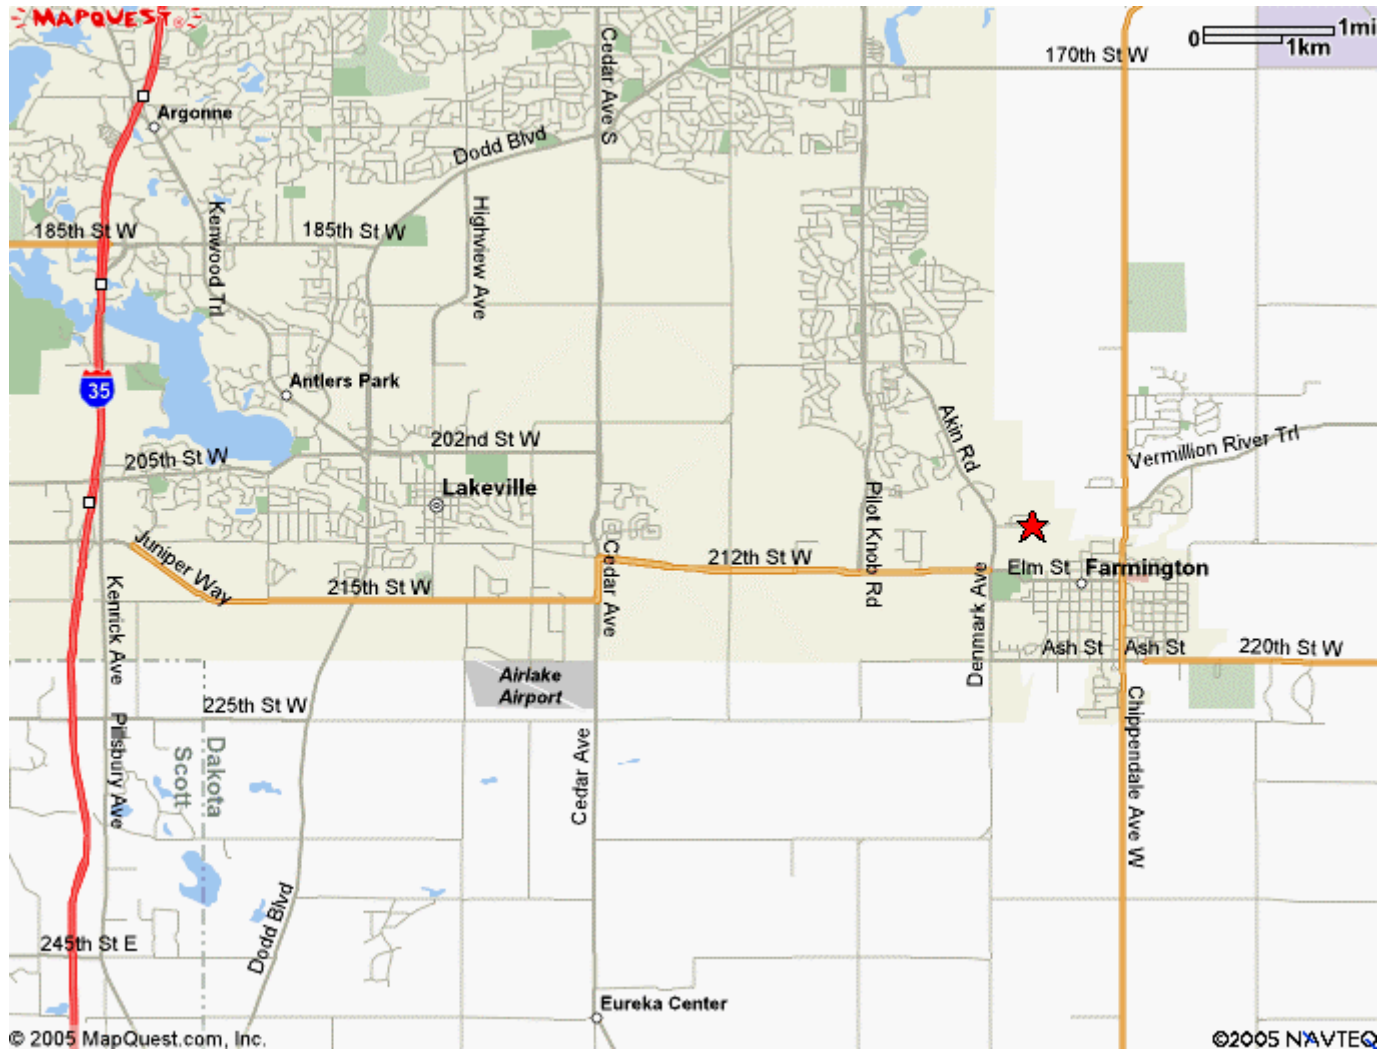 MAPQUEST
0
1mi
1km
170th St W
Cedar Ave S
Argonne
Dodd Blvd
185th St W
Kenwood Trl
185th St W
Highview Ave
35
Antlers Park
202nd St W
205th St W
Lakeville
Akin Rd
Vermillion River Trl
Pilot Knob Rd
Juniper Way
215th St W
Cedar Ave
212th St W
Denmark Ave
Elm St
Farmington
Kenrick Ave
Ash St
Ash St
220th St W
Airlake
Airport
225th St W
Pillsbury Ave
Scott
Dakota
Cedar Ave
Chippendale Ave W
Dodd Blvd
245th St E
Eureka Center
© 2005 MapQuest.com, Inc.
©2005 NAVTEQ